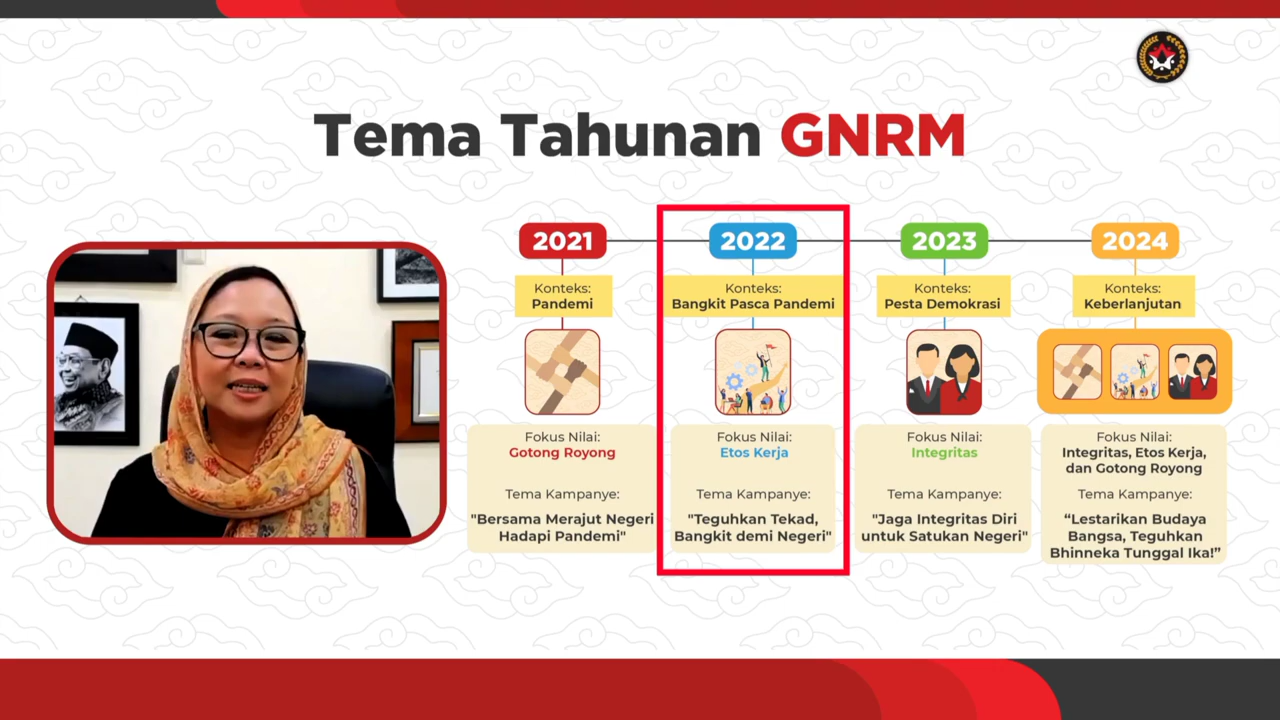 Tema Tahunan GNRM
2021
Konteks:
Pandemi
Fokus Nilai:
Gotong Royong
Tema Kampanye:
"Bersama Merajut Negeri
Hadapi Pandemi"
2022
Konteks:
Bangkit Pasca Pandemi
Fokus Nilai:
Etos Kerja
Tema Kampanye:
"Teguhkan Tekad,
Bangkit demi Negeri"
2023
Konteks:
Pesta Demokrasi
Fokus Nilai:
Integritas
Tema Kampanye:
"Jaga Integritas Diri
untuk Satukan Negeri"
2024
Konteks:
Keberlanjutan
Fokus Nilai:
Integritas, Etos Kerja,
dan Gotong Royong
Tema Kampanye:
“Lestarikan Budaya
Bangsa, Teguhkan
Bhinneka Tunggal Ika!”